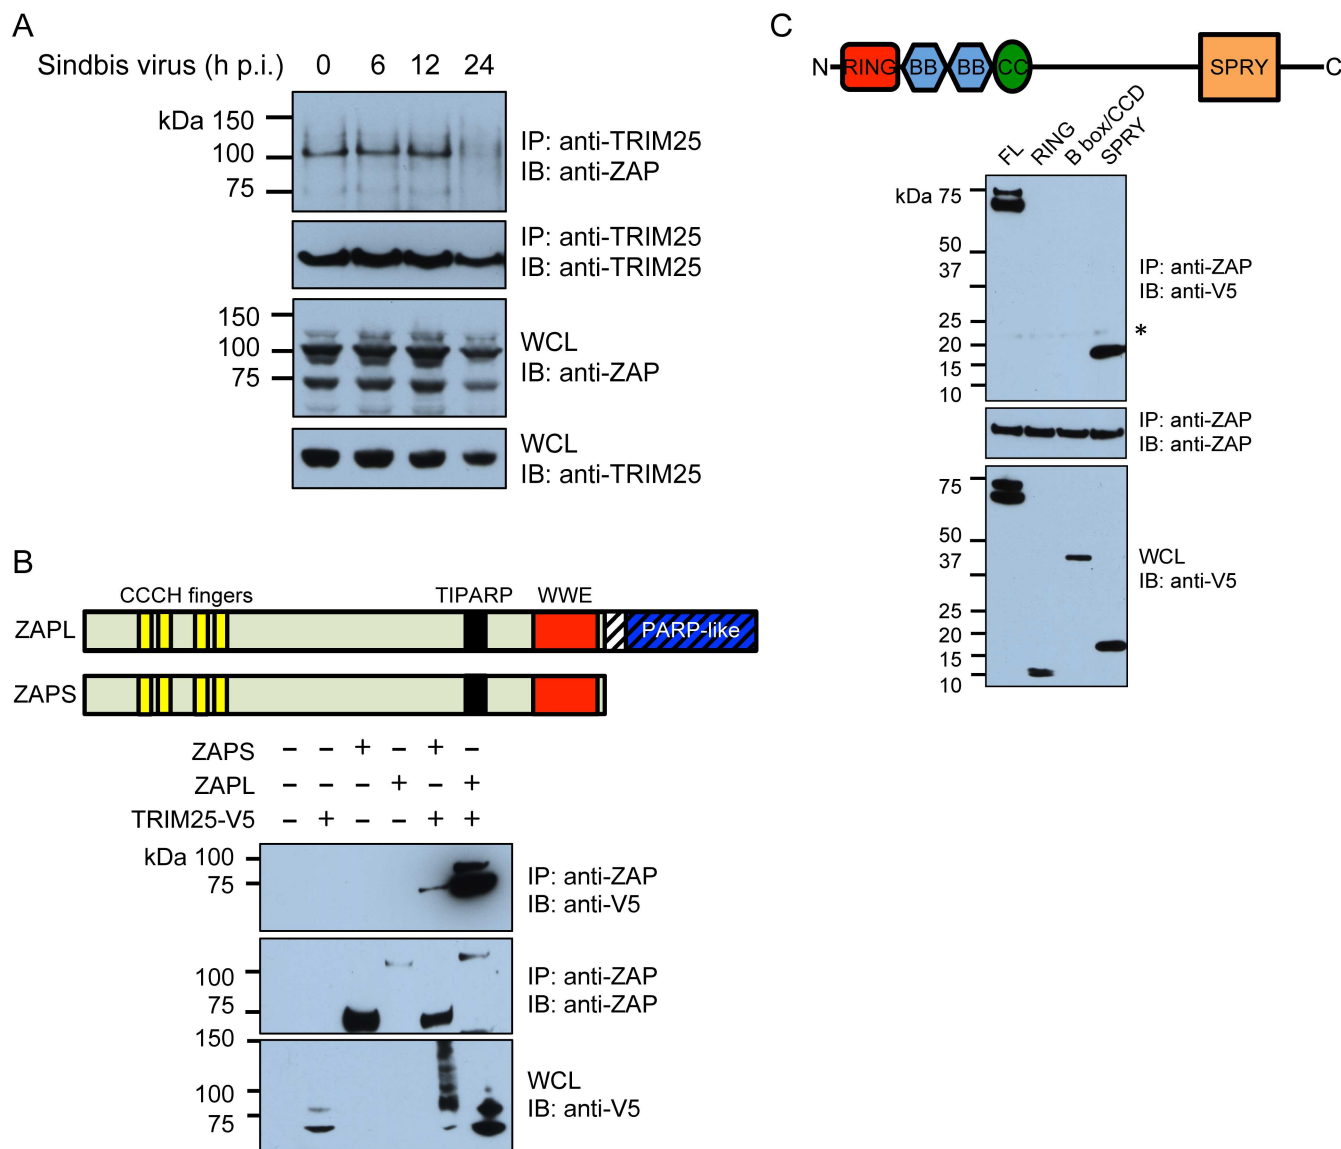 A
Sindbis virus (h p.i.) 0 6 12 24
kDa 150
100
75
IP: anti-TRIM25
IB: anti-ZAP
IP: anti-TRIM25
IB: anti-TRIM25
150
100
75
WCL
IB: anti-ZAP
WCL
IB: anti-TRIM25
B
CCCH fingers TIPARP WWE
ZAPL PARP-like
ZAPS
ZAPS – – + – + –
ZAPL – – – + – +
TRIM25-V5 – + – – + +
kDa 100
75
IP: anti-ZAP
IB: anti-V5
100
75
IP: anti-ZAP
IB: anti-ZAP
150
100
75
WCL
IB: anti-V5
C
N RING BB BB CC SPRY C
FL RING B box/CCD SPRY
kDa 75
50
37
25
20
15
10
IP: anti-ZAP
IB: anti-V5
*
IP: anti-ZAP
IB: anti-ZAP
75
50
37
25
20
15
10
WCL
IB: anti-V5